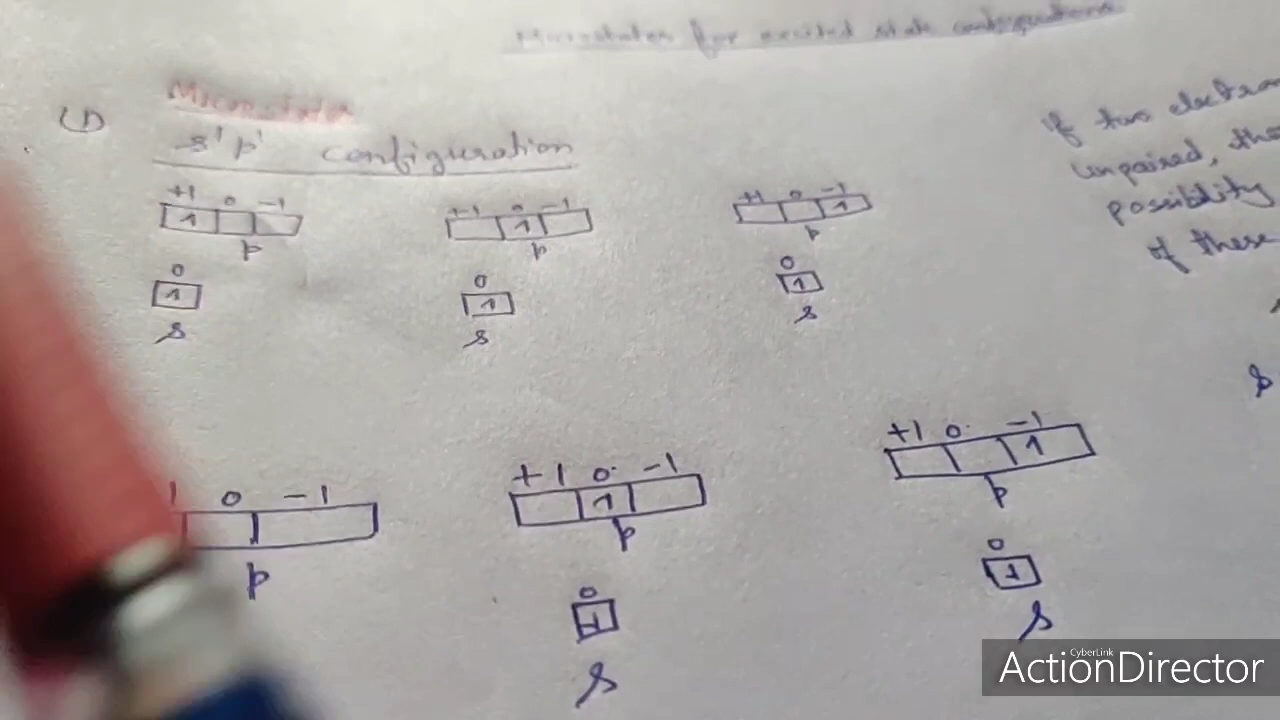 Microstates for excited state configurations
(1)
Microstate
s¹p¹ configuration
+1 0 -1
1
p
0
1
s
+1 0 -1
1
p
0
1
s
+1 0 -1
1
p
0
1
s
If two electron
unpaired, the
possibility
of these
1 0 -1
p
+1 0 -1
1
p
0
s
+1 0 -1
1
p
0
s
CyberLink
ActionDirector